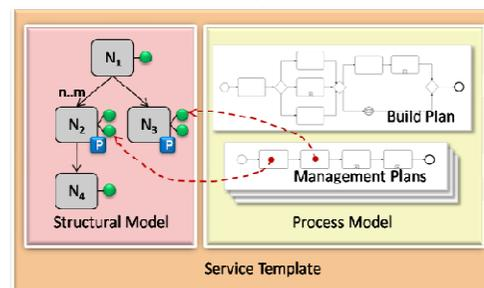 N₁
n..m
N₂
N₃
P
P
N₄
Structural Model
Build Plan
Management Plans
Process Model
Service Template